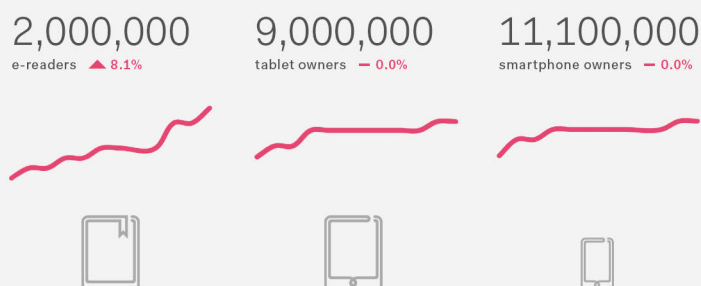 2,000,000
e-readers ▲ 8.1%
9,000,000
tablet owners – 0.0%
11,100,000
smartphone owners – 0.0%